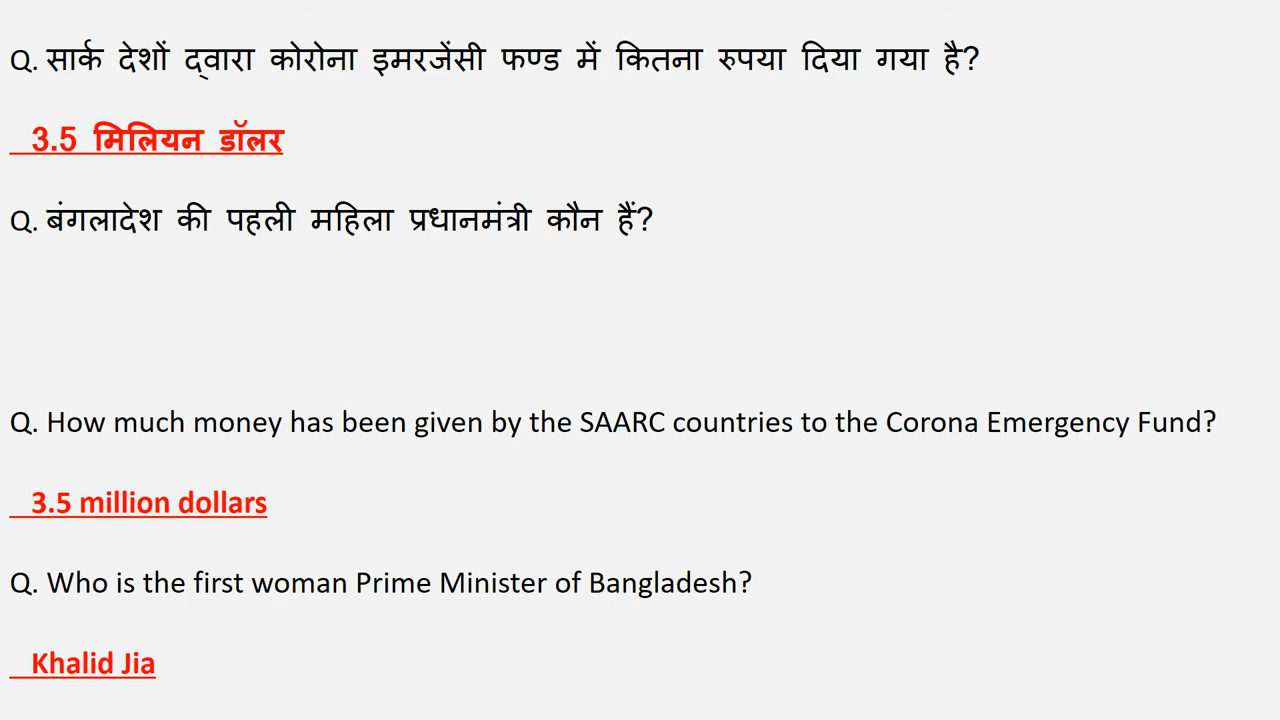 Q. सार्क देशों द्वारा कोरोना इमरजेंसी फण्ड में कितना रुपया दिया गया है?
3.5 मिलियन डॉलर
Q. बंगलादेश की पहली महिला प्रधानमंत्री कौन हैं?
Q. How much money has been given by the SAARC countries to the Corona Emergency Fund?
3.5 million dollars
Q. Who is the first woman Prime Minister of Bangladesh?
Khalid Jia